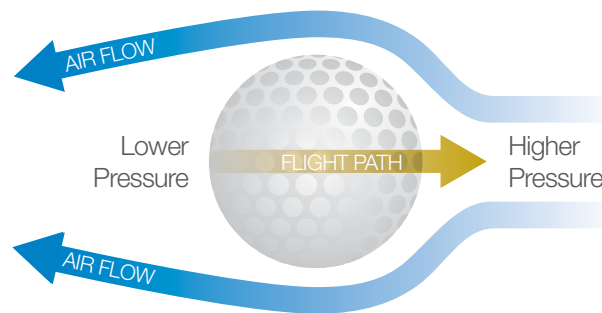 AIR FLOW
Lower
Pressure
FLIGHT PATH
Higher
Pressure
AIR FLOW